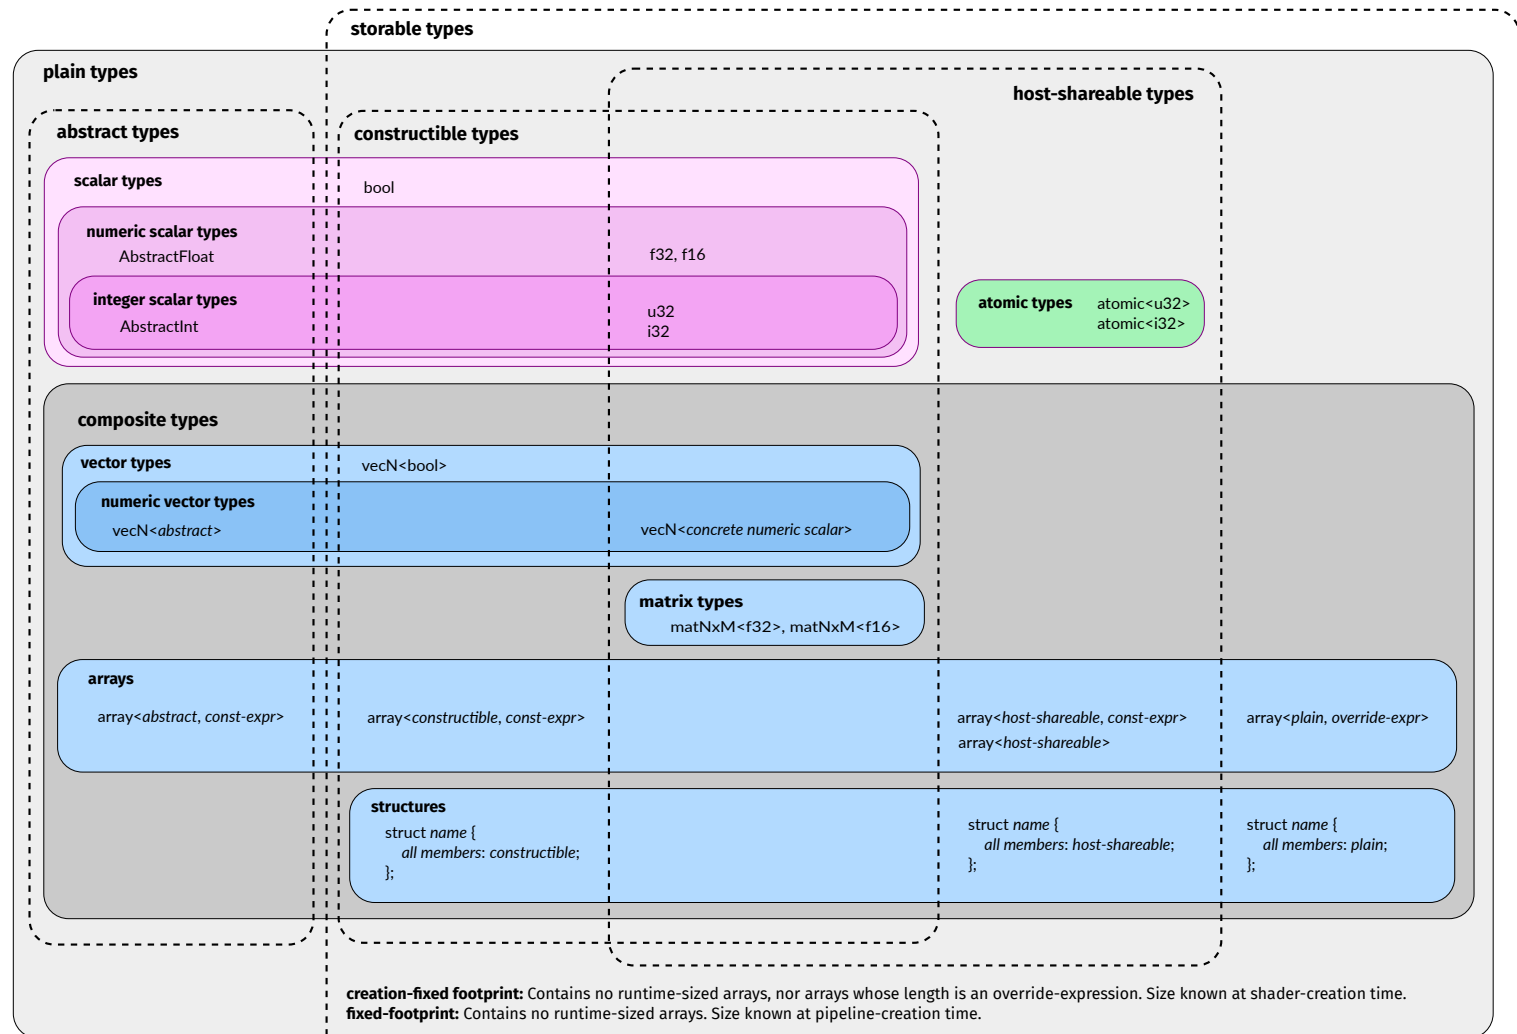 storable types
plain types
host-shareable types
abstract types
constructible types
scalar types
bool
numeric scalar types
AbstractFloat
f32, f16
integer scalar types
AbstractInt
u32
i32
atomic types
atomic<u32>
atomic<i32>
composite types
vector types
vecN<bool>
numeric vector types
vecN<abstract>
vecN<concrete numeric scalar>
matrix types
matNxM<f32>, matNxM<f16>
arrays
array<abstract, const-expr>
array<constructible, const-expr>
array<host-shareable, const-expr>
array<host-shareable>
array<plain, override-expr>
structures
struct name {
all members: constructible;
};
struct name {
all members: host-shareable;
};
struct name {
all members: plain;
};
creation-fixed footprint: Contains no runtime-sized arrays, nor arrays whose length is an override-expression. Size known at shader-creation time.
fixed-footprint: Contains no runtime-sized arrays. Size known at pipeline-creation time.